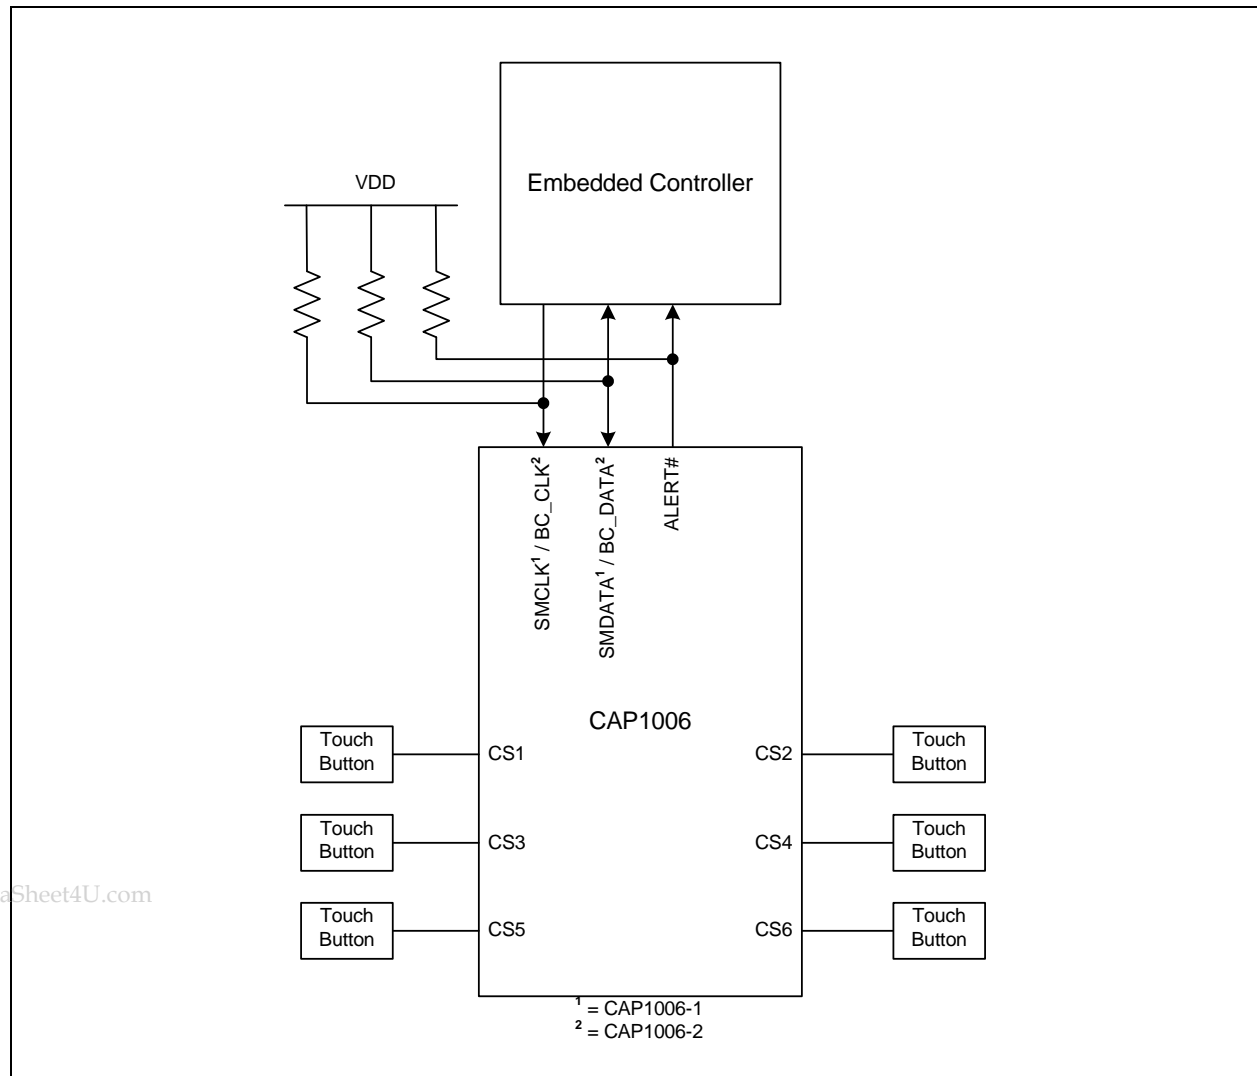 Embedded Controller
VDD
SMCLK¹ / BC_CLK²
SMDATA¹ / BC_DATA²
ALERT#
CAP1006
Touch
Button
CS1
CS2
Touch
Button
Touch
Button
CS3
CS4
Touch
Button
aSheet4U.com
Touch
Button
CS5
CS6
Touch
Button
¹ = CAP1006-1
² = CAP1006-2